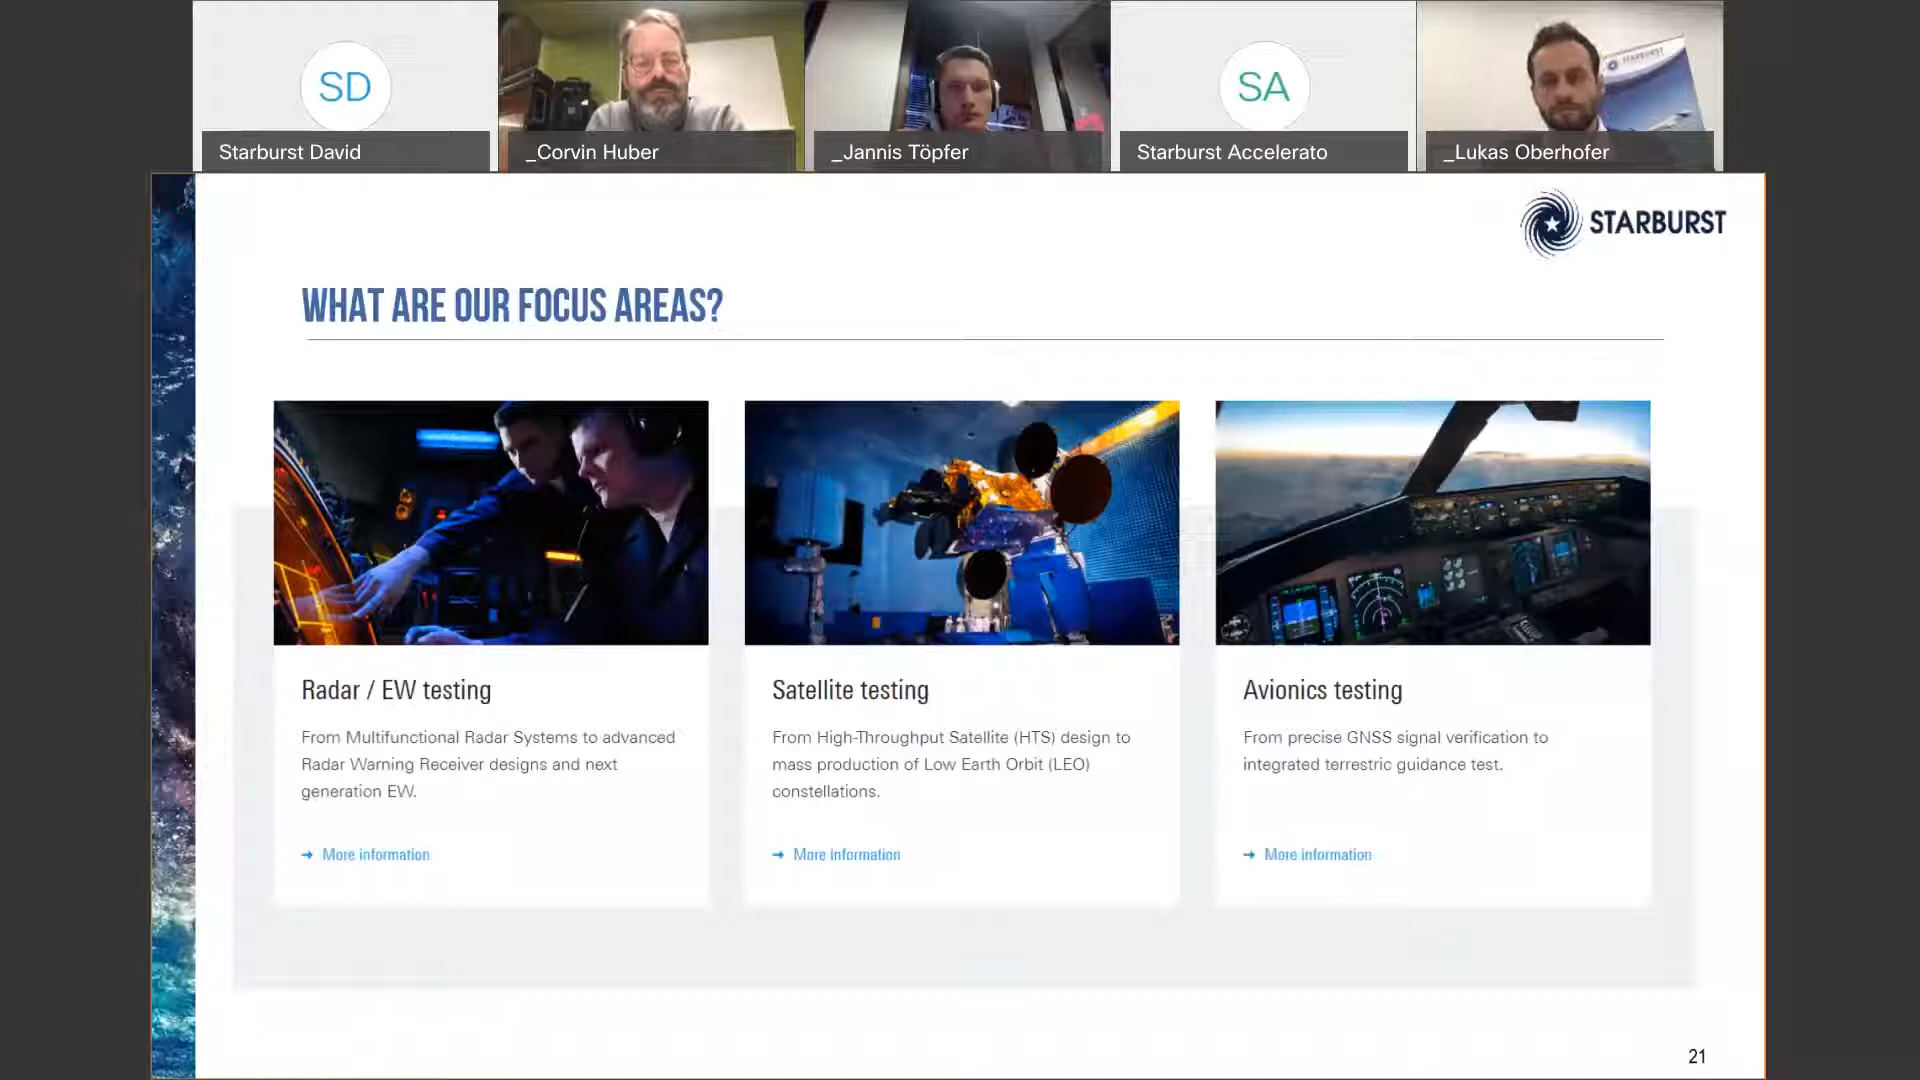 SD
SA
Starburst David
_Corvin Huber
_Jannis Töpfer
Starburst Accelerato
_Lukas Oberhofer
STARBURST
STARBURST
WHAT ARE OUR FOCUS AREAS?
Radar / EW testing
From Multifunctional Radar Systems to advanced
Radar Warning Receiver designs and next
generation EW.
→ More information
Satellite testing
From High-Throughput Satellite (HTS) design to
mass production of Low Earth Orbit (LEO)
constellations.
→ More information
Avionics testing
From precise GNSS signal verification to
integrated terrestric guidance test.
→ More information
21